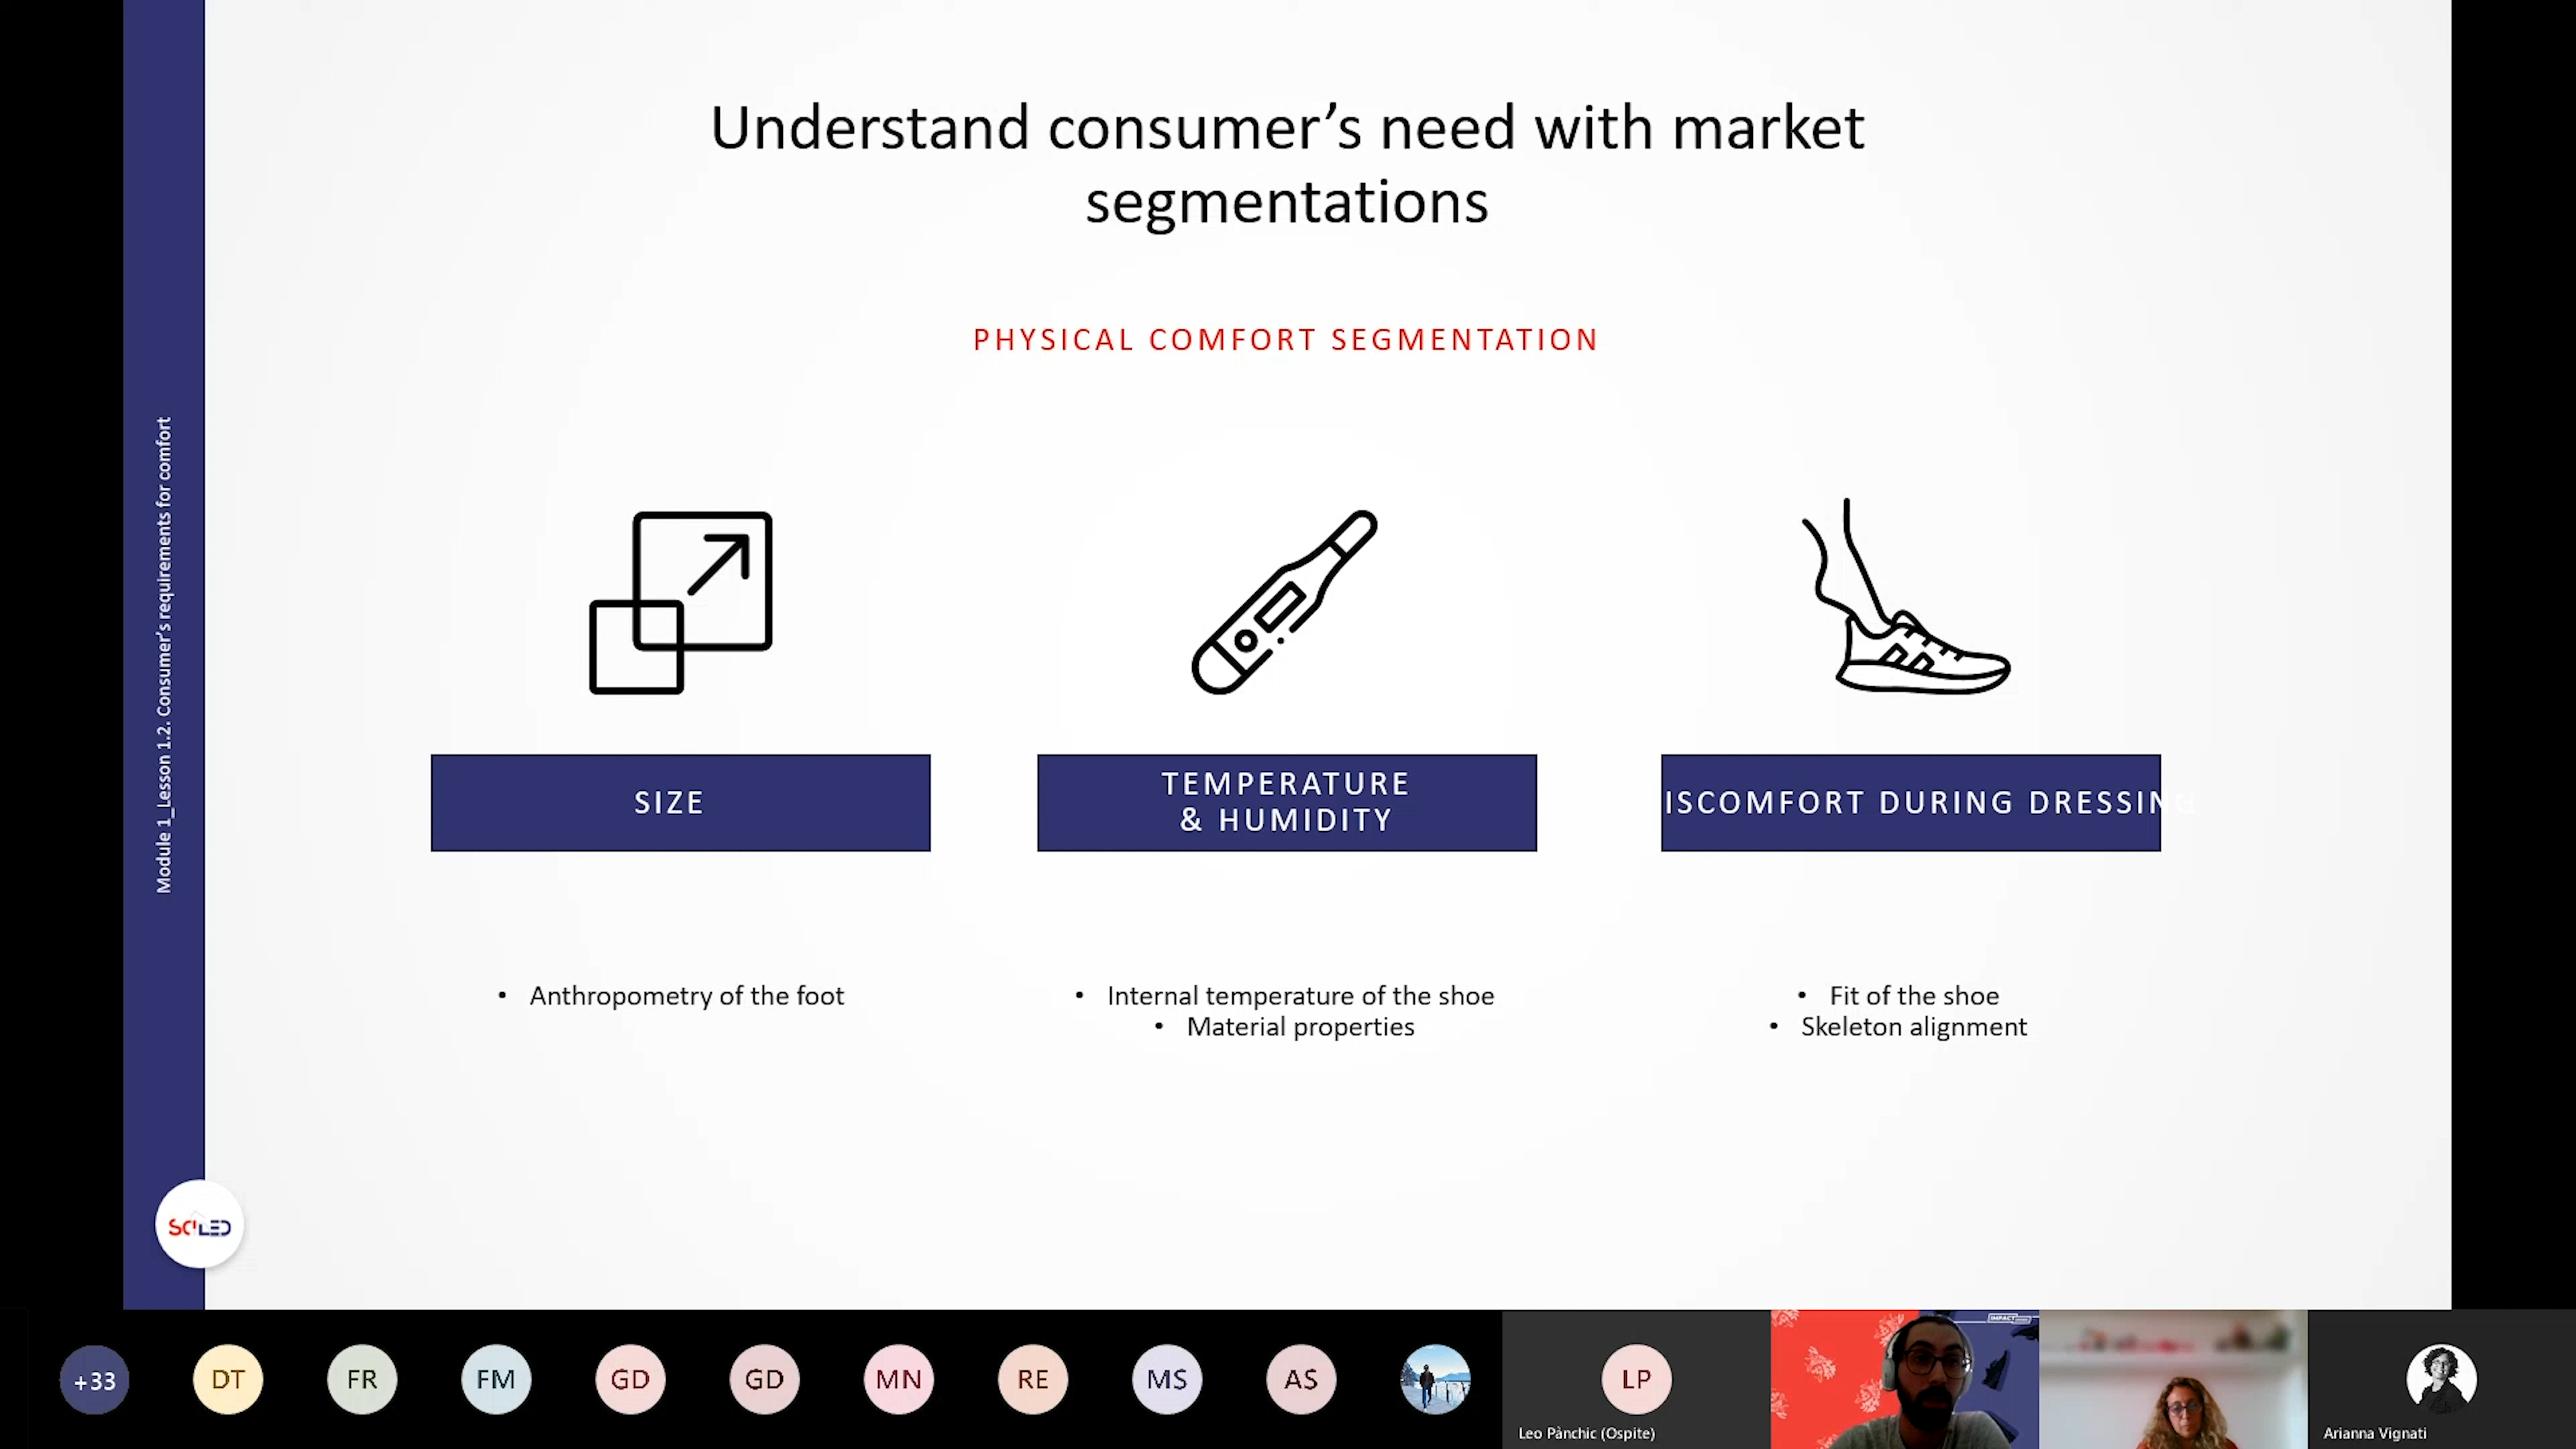 Understand consumer’s need with market
segmentations
PHYSICAL COMFORT SEGMENTATION
Module 1_Lesson 1.2. Consumer’s requirements for comfort
SIZE
TEMPERATURE
& HUMIDITY
ISCOMFORT DURING DRESSING
• Anthropometry of the foot
• Internal temperature of the shoe
• Material properties
• Fit of the shoe
• Skeleton alignment
SCILED
+33
DT
FR
FM
GD
GD
MN
RE
MS
AS
LP
Leo Pànchic (Ospite)
IMPACT
Arianna Vignati